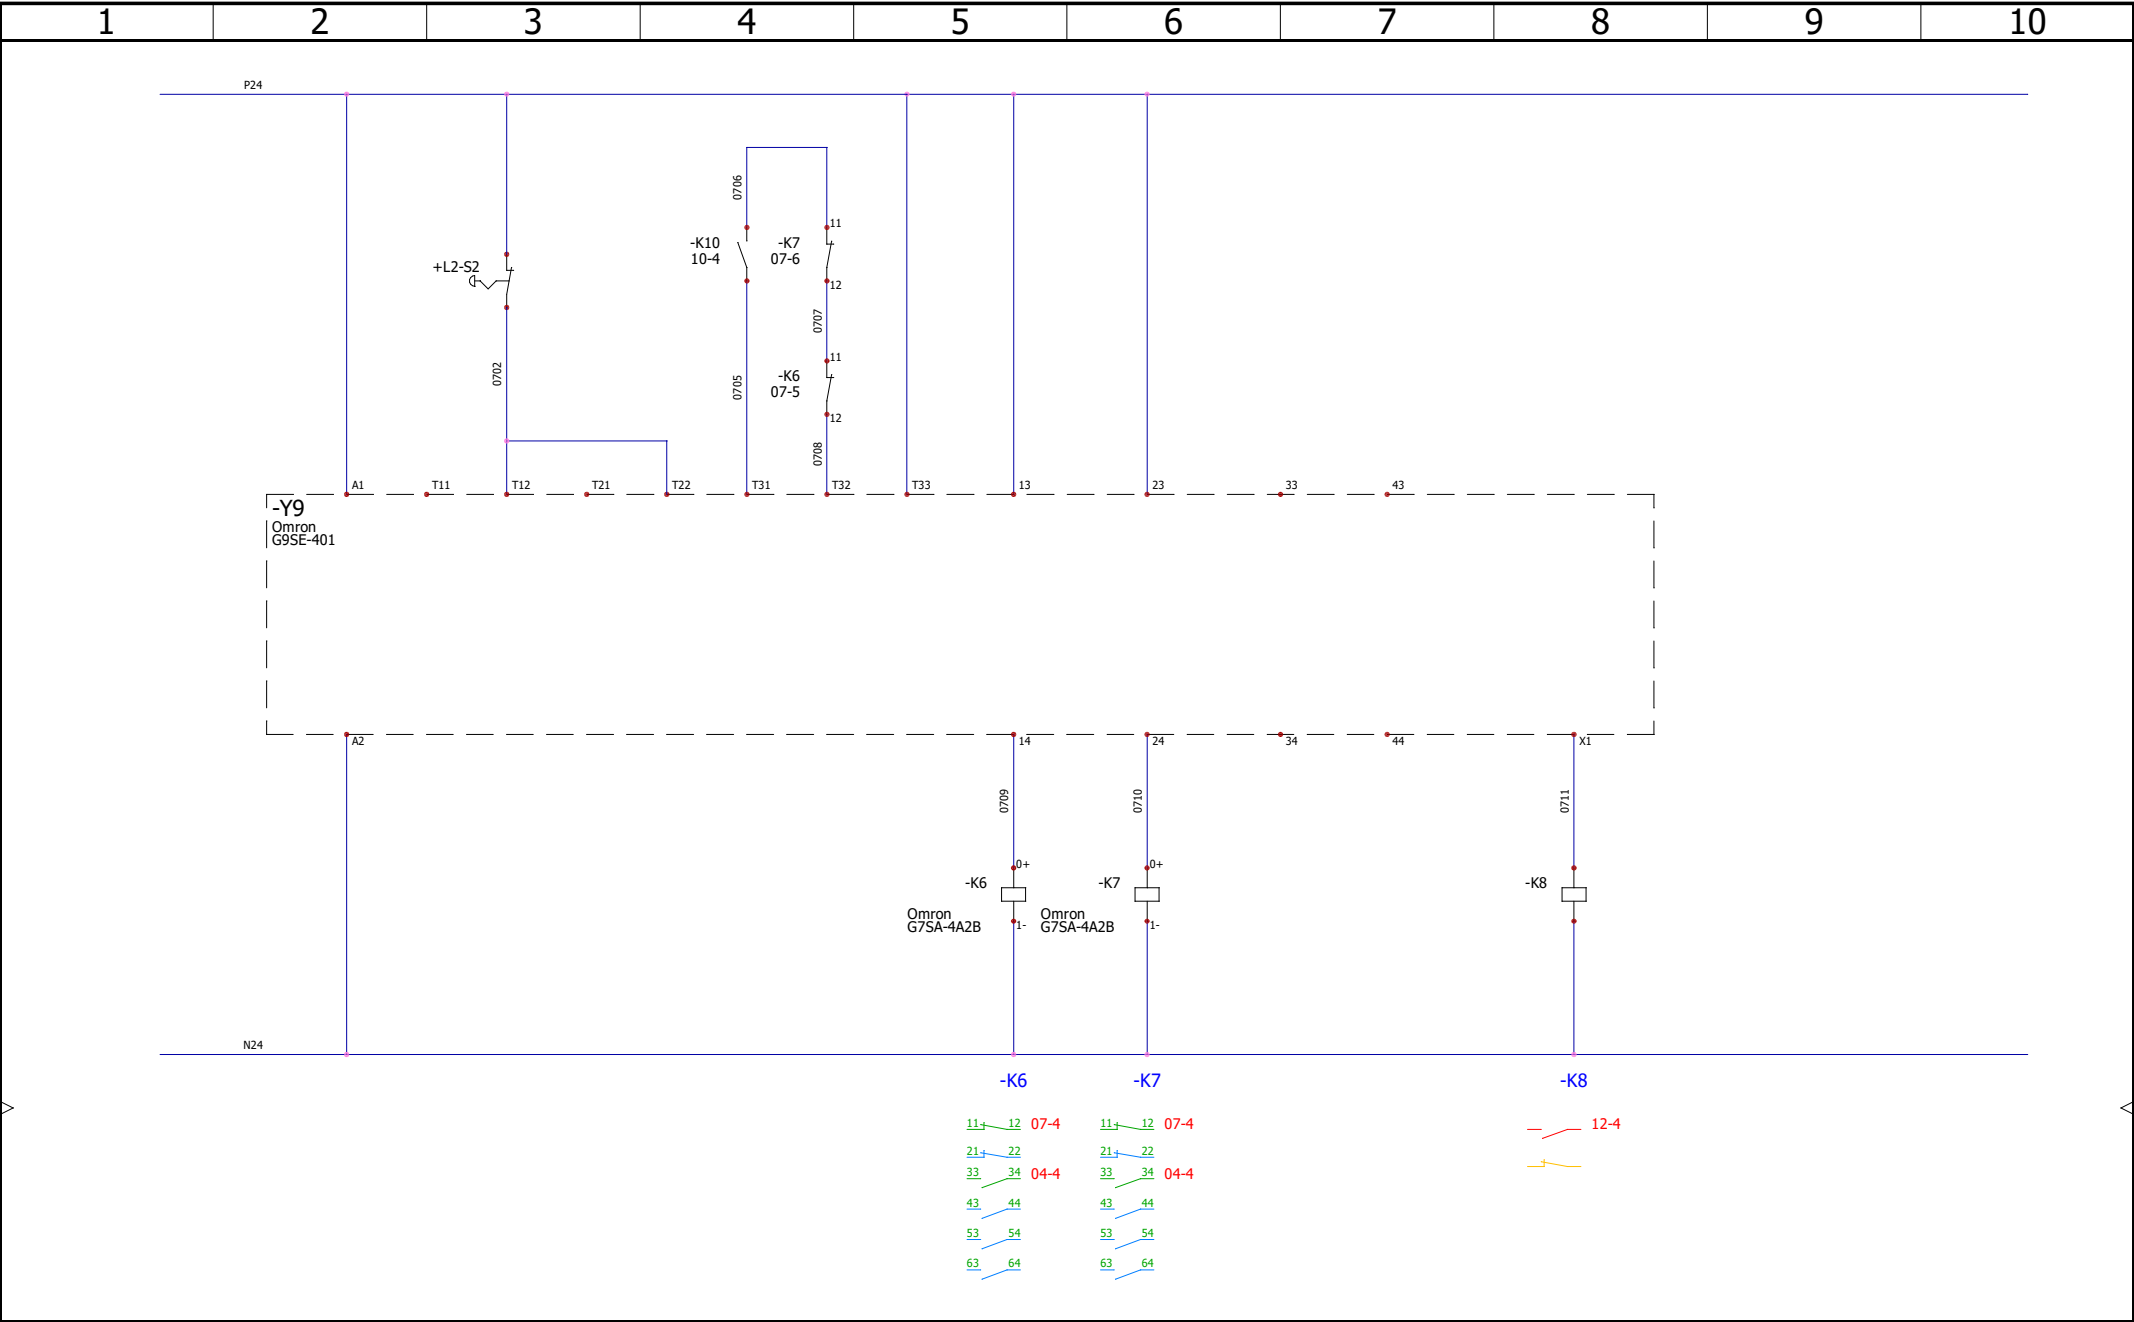 1 2 3 4 5 6 7 8 9 10
P24
0706
11
-K10 -K7
10-4 07-6
+L2-S2
12
0707
11
0702 0705 -K6
07-5
12
0708
A1 T11 T12 T21 T22 T31 T32 T33 13 23 33 43
-Y9
Omron
G9SE-401
A2 14 24 34 44 X1
0709 0710 0711
0+ 0+
-K6 -K7 -K8
Omron Omron
G7SA-4A2B 1- G7SA-4A2B 1-
N24
-K6 -K7 -K8
11 12 07-4 11 12 07-4 12-4
21 22 21 22
33 34 04-4 33 34 04-4
43 44 43 44
53 54 53 54
63 64 63 64